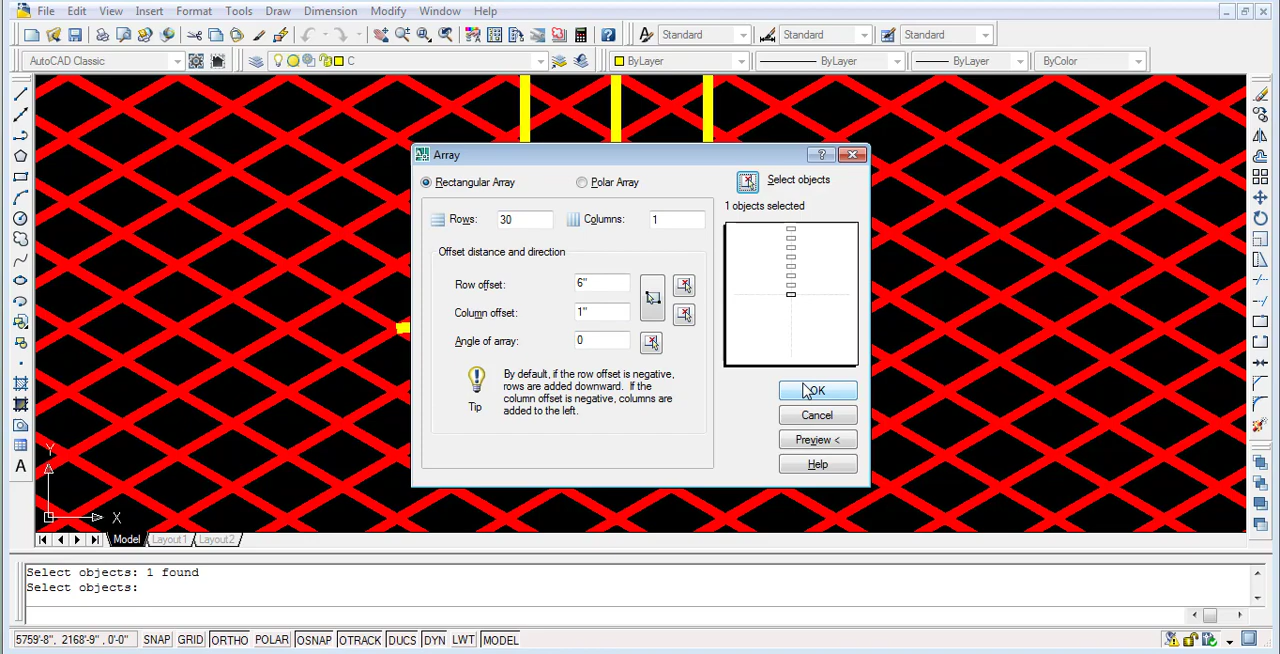 File Edit View Insert Format Tools Draw Dimension Modify Window Help
Standard Standard Standard
AutoCAD Classic C ByLayer ByLayer ByLayer ByColor
Array
Rectangular Array Polar Array Select objects
1 objects selected
Rows: 30 Columns: 1
Offset distance and direction
Row offset: 6"
Column offset: 1"
Angle of array: 0
By default, if the row offset is negative,
rows are added downward. If the
column offset is negative, columns are
added to the left.
Tip
OK
Cancel
Preview <
Help
Y
X
A
Model Layout1 Layout2
Select objects: 1 found
Select objects:
5759'-8", 2168'-9" , 0'-0" SNAP GRID ORTHO POLAR OSNAP OTRACK DUCS DYN LWT MODEL